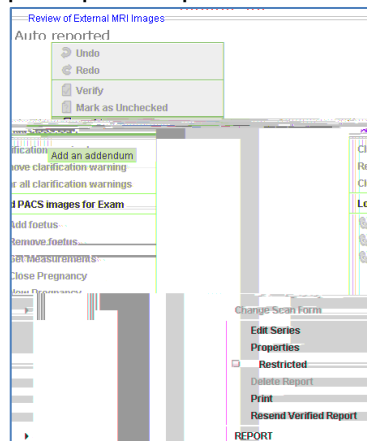 Review of External MRI Images
Auto reported
Undo
Redo
Verify
Mark as Unchecked
Add an addendum
ove clarification warning
r all clarification warnings
d PACS images for Exam
Add foetus
Remove foetus
Get Measurements
Close Pregnancy
New Pregnancy
Change Scan Form
Edit Series
Properties
Restricted
Delete Report
Print
Resend Verified Report
REPORT